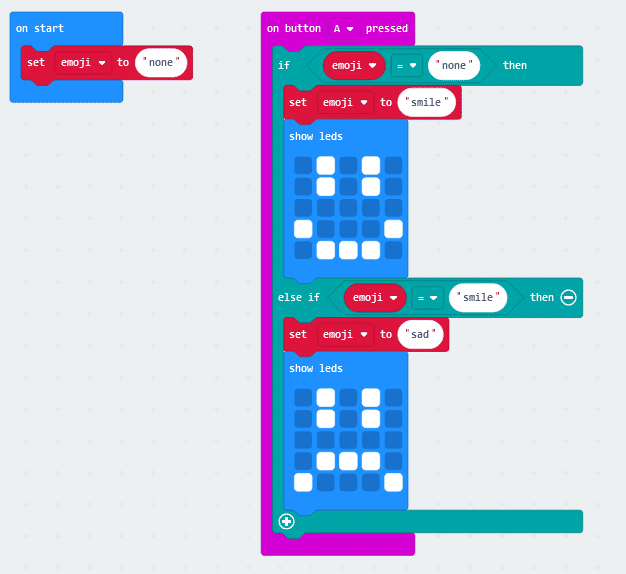 on start
set emoji to "none"
on button A pressed
if emoji = "none" then
set emoji to "smile"
show leds
else if emoji = "smile" then
set emoji to "sad"
show leds